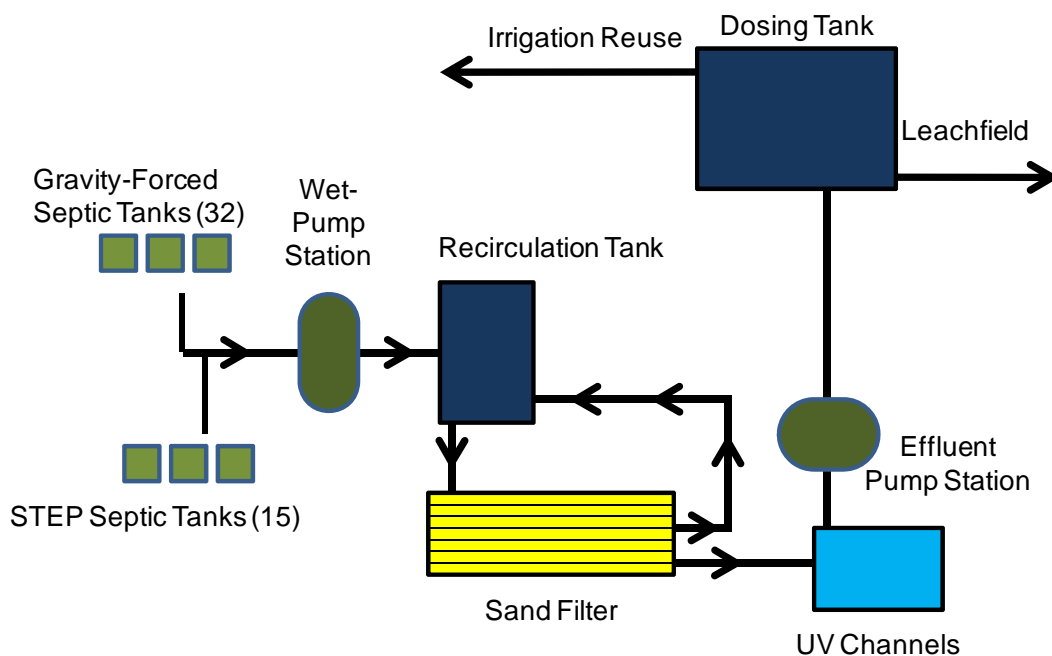 Irrigation Reuse
Dosing Tank
Leachfield
Gravity-Forced
Septic Tanks (32)
Wet-
Pump
Station
Recirculation Tank
STEP Septic Tanks (15)
Effluent
Pump Station
Sand Filter
UV Channels